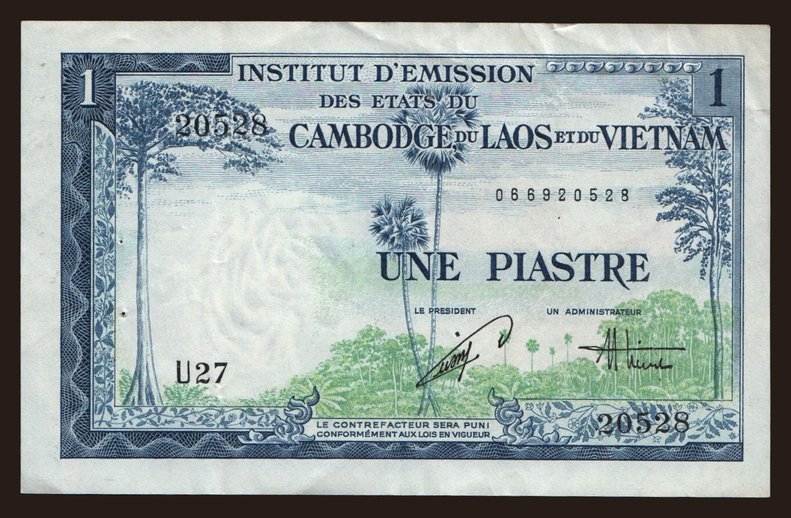 1
INSTITUT D'EMISSION
1
DES ETATS DU
20528
CAMBODGE DU LAOS ET DU VIETNAM
066920528
UNE PIASTRE
LE PRESIDENT
UN ADMINISTRATEUR
U27
20528
LE CONTREFACTEUR SERA PUNI
CONFORMÉMENT AUX LOIS EN VIGUEUR